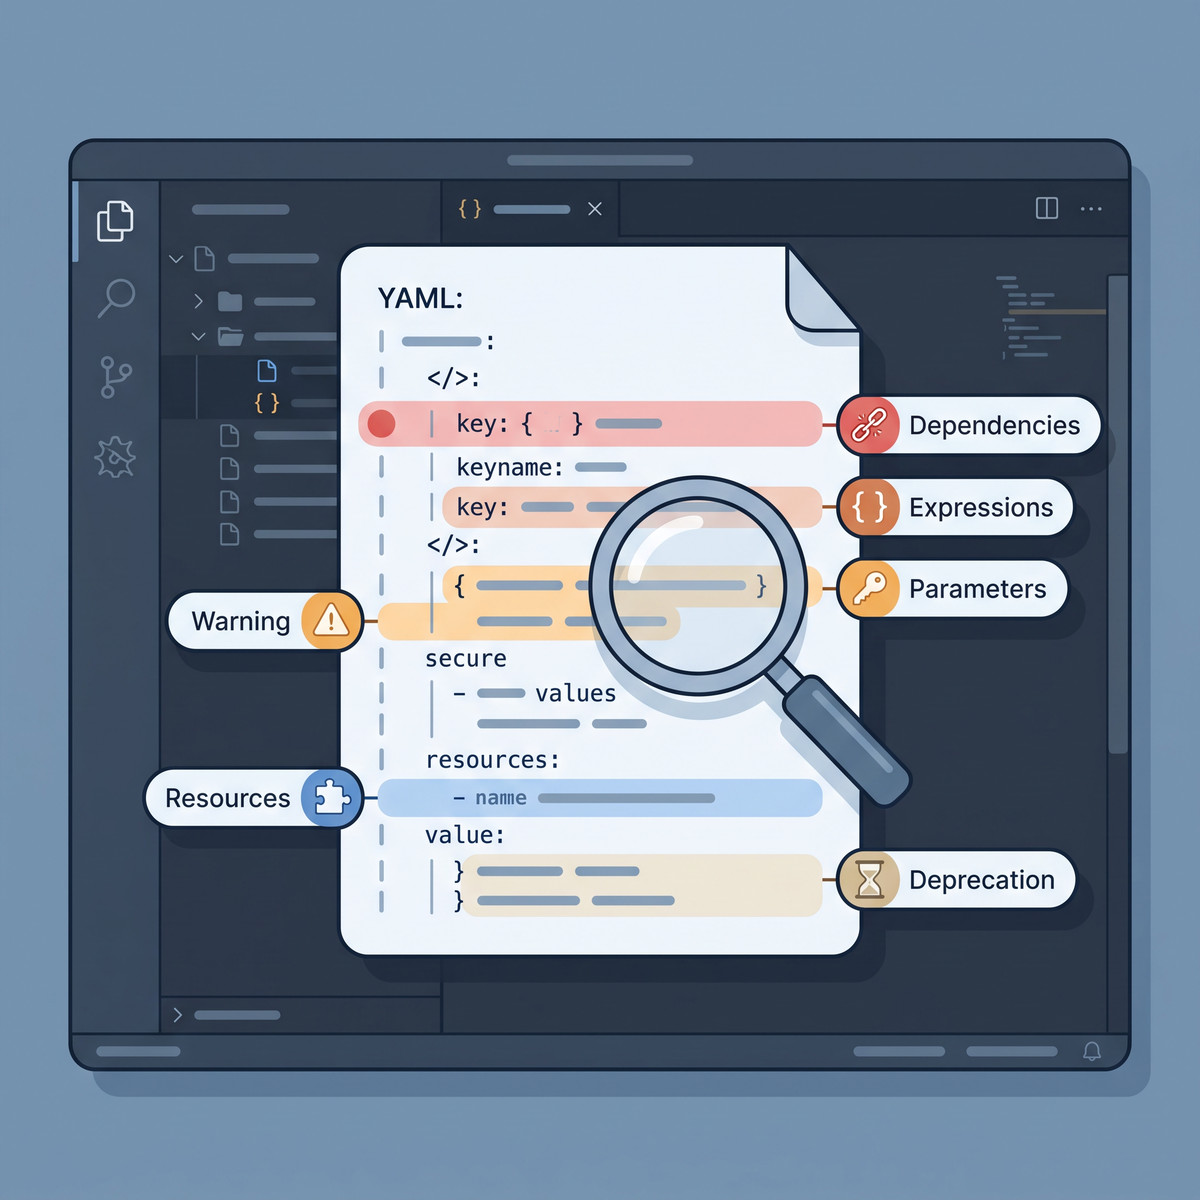 { }
YAML:
:
</>:
key: { … }
Dependencies
keyname:
key:
{ }
Expressions
</>:
{ }
Parameters
Warning
secure
- values
resources:
Resources
- name
value:
}
Deprecation
}